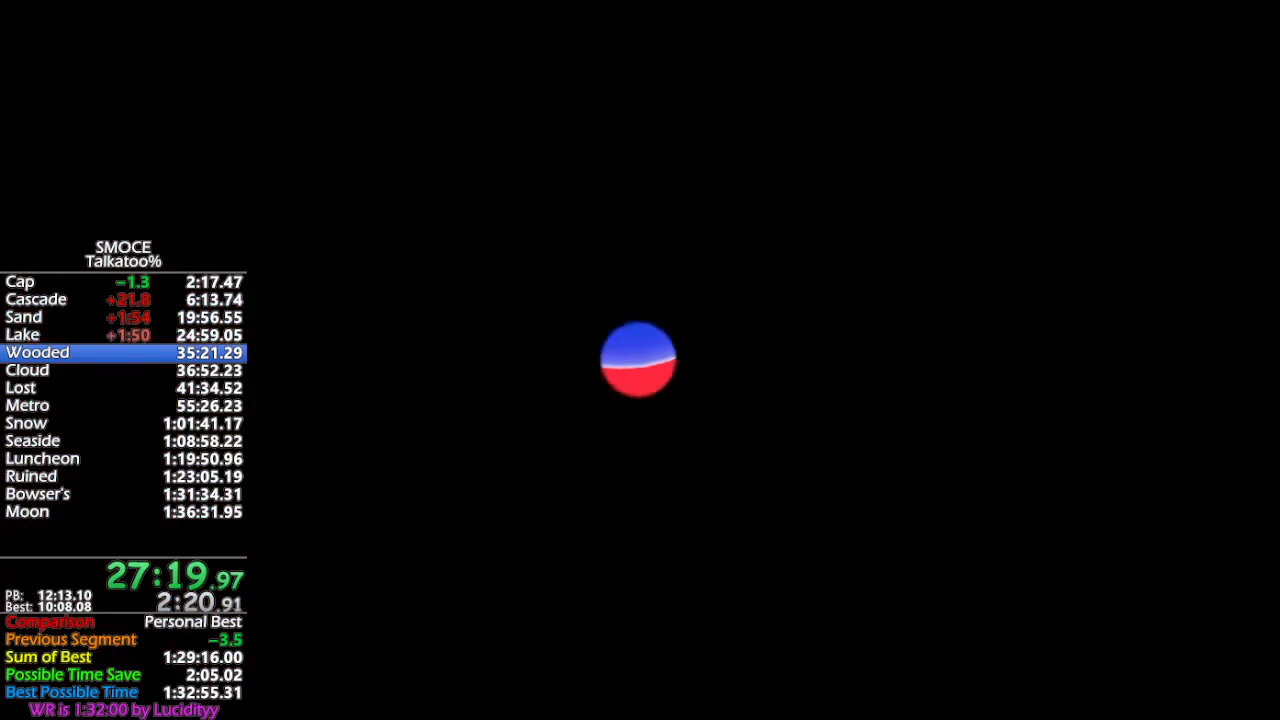 SMOCE
Talkatoo%
Cap -1.3 2:17.47
Cascade +21.8 6:13.74
Sand +1:54 19:56.55
Lake +1:50 24:59.05
Wooded 35:21.29
Cloud 36:52.23
Lost 41:34.52
Metro 55:26.23
Snow 1:01:41.17
Seaside 1:08:58.22
Luncheon 1:19:50.96
Ruined 1:23:05.19
Bowser's 1:31:34.31
Moon 1:36:31.95
27:19.97
PB: 12:13.10
Best: 10:08.08 2:20.91
Comparison Personal Best
Previous Segment -3.5
Sum of Best 1:29:16.00
Possible Time Save 2:05.02
Best Possible Time 1:32:55.31
WR is 1:32:00 by Lucidityy